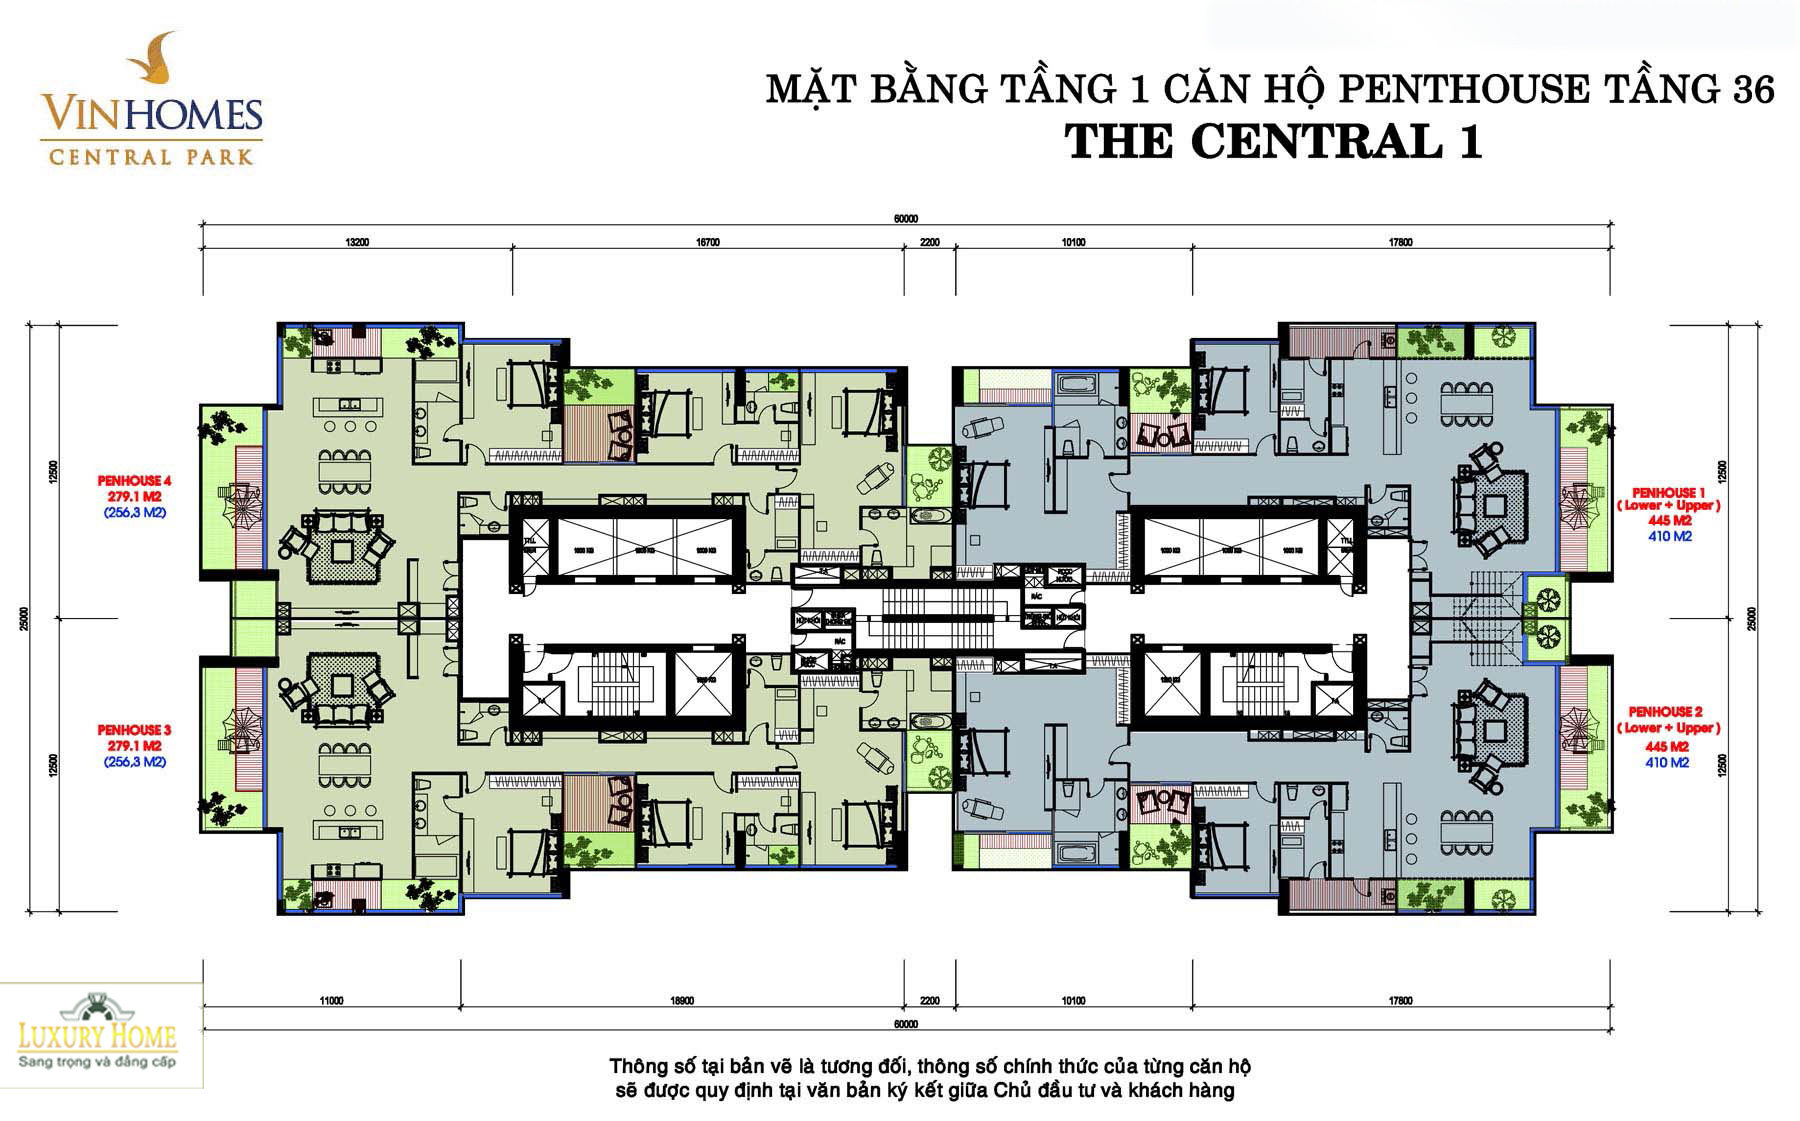 VINHOMES
CENTRAL PARK
MẶT BẰNG TẦNG 1 CĂN HỘ PENTHOUSE TẦNG 36
THE CENTRAL 1
60000
13200
16700
2200
10100
17800
25000
12500
12500
12500
12500
25000
PENHOUSE 4
279.1 M2
(256,3 M2)
PENHOUSE 1
( Lower + Upper )
445 M2
410 M2
PENHOUSE 3
279.1 M2
(256,3 M2)
PENHOUSE 2
( Lower + Upper )
445 M2
410 M2
RÁC
RÁC
11000
18900
2200
10100
17800
60000
LUXURY HOME
Sang trọng và đẳng cấp
Thông số tại bản vẽ là tương đối, thông số chính thức của từng căn hộ
sẽ được quy định tại văn bản ký kết giữa Chủ đầu tư và khách hàng